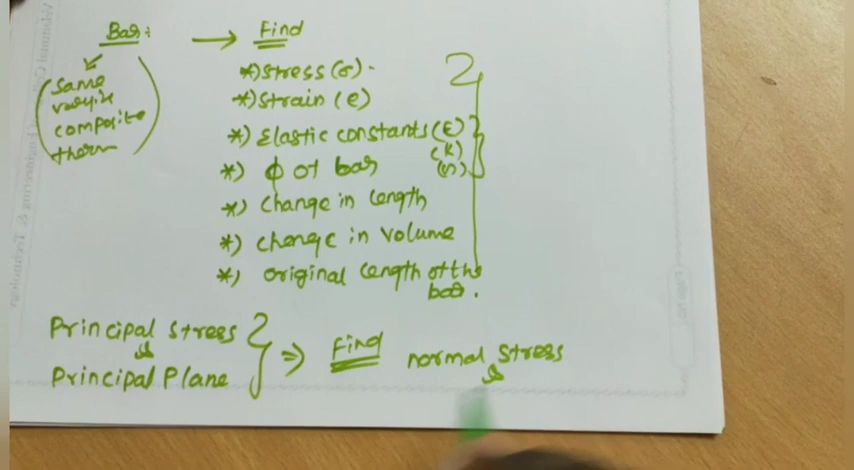 Bar: → Find
(same
varying
composite
therm)
*) stress (σ).
*) strain (e)
*) Elastic constants (E)
(K)
(n)
*) ϕ of bar
*) change in length
*) change in volume
*) original length of the
bar.
Principal stress
&
Principal Plane
⇒ Find normal stress
&